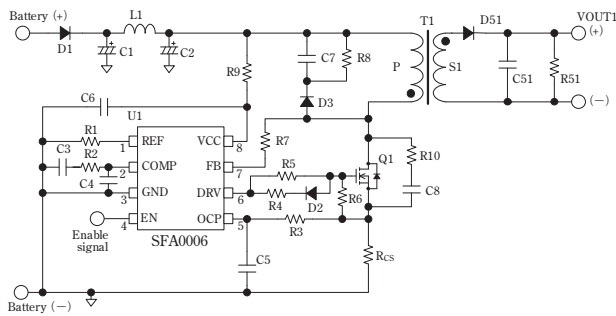 Battery (+)
L1
T1
D51
VOUT1
(+)
D1
C1
C2
C7
R8
P
S1
C51
R51
R9
C6
D3
(−)
U1
R1
C3
R2
C4
1
REF
VCC
8
2
COMP
FB
7
3
GND
DRV
6
4
EN
OCP
5
SFA0006
R7
R5
R4
D2
R6
Q1
R10
C8
R3
Enable
signal
C5
RCS
Battery (−)